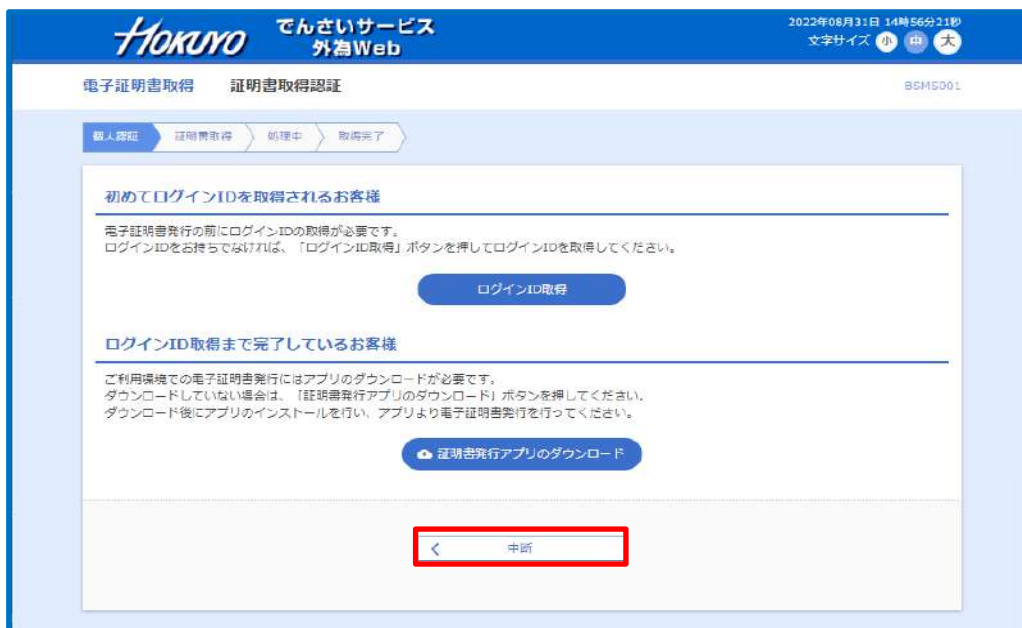 HOKUYO
でんさいサービス
外為Web
2022年08月31日 14時56分21秒
文字サイズ 小 中 大
電子証明書取得 証明書取得認証
BSMS001
個人認証 証明書取得 処理中 取得完了
初めてログインIDを取得されるお客様
電子証明書発行の前にログインIDの取得が必要です。
ログインIDをお持ちでなければ、「ログインID取得」ボタンを押してログインIDを取得してください。
ログインID取得
ログインID取得まで完了しているお客様
ご利用環境での電子証明書発行にはアプリのダウンロードが必要です。
ダウンロードしていない場合は、「証明書発行アプリのダウンロード」ボタンを押してください。
ダウンロード後にアプリのインストールを行い、アプリより電子証明書発行を行ってください。
証明書発行アプリのダウンロード
中断